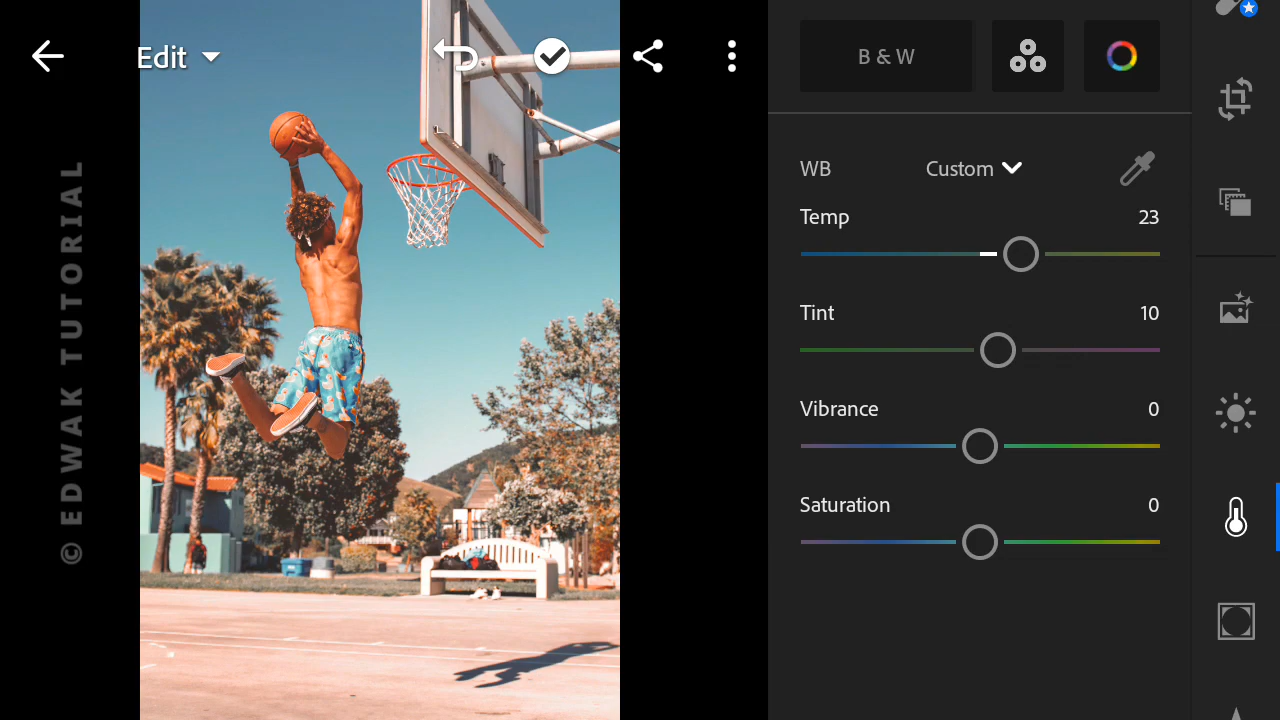 Edit
© EDWAK TUTORIAL
B & W
WB Custom
Temp 23
Tint 10
Vibrance 0
Saturation 0